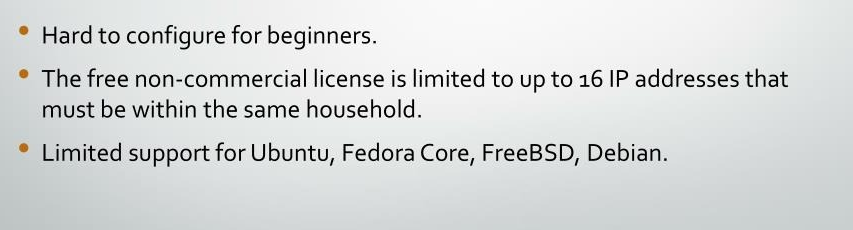 • Hard to configure for beginners.
• The free non-commercial license is limited to up to 16 IP addresses that
must be within the same household.
• Limited support for Ubuntu, Fedora Core, FreeBSD, Debian.